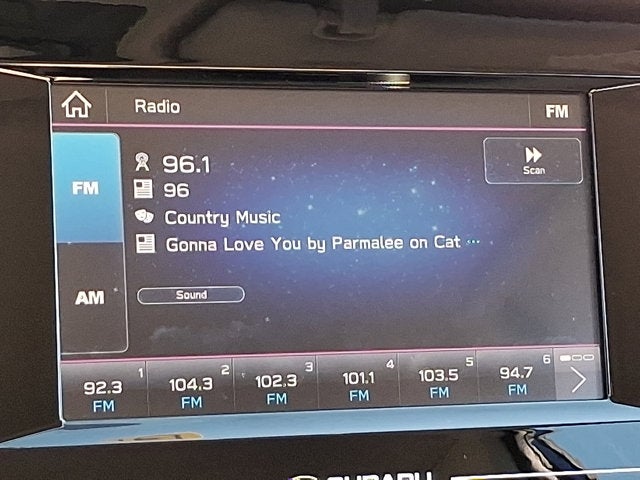 Radio FM
FM 96.1 Scan
96
Country Music
Gonna Love You by Parmalee on Cat ...
AM Sound
1 2 3 4 5 6
92.3 104.3 102.3 101.1 103.5 94.7
FM FM FM FM FM FM
SUBARU